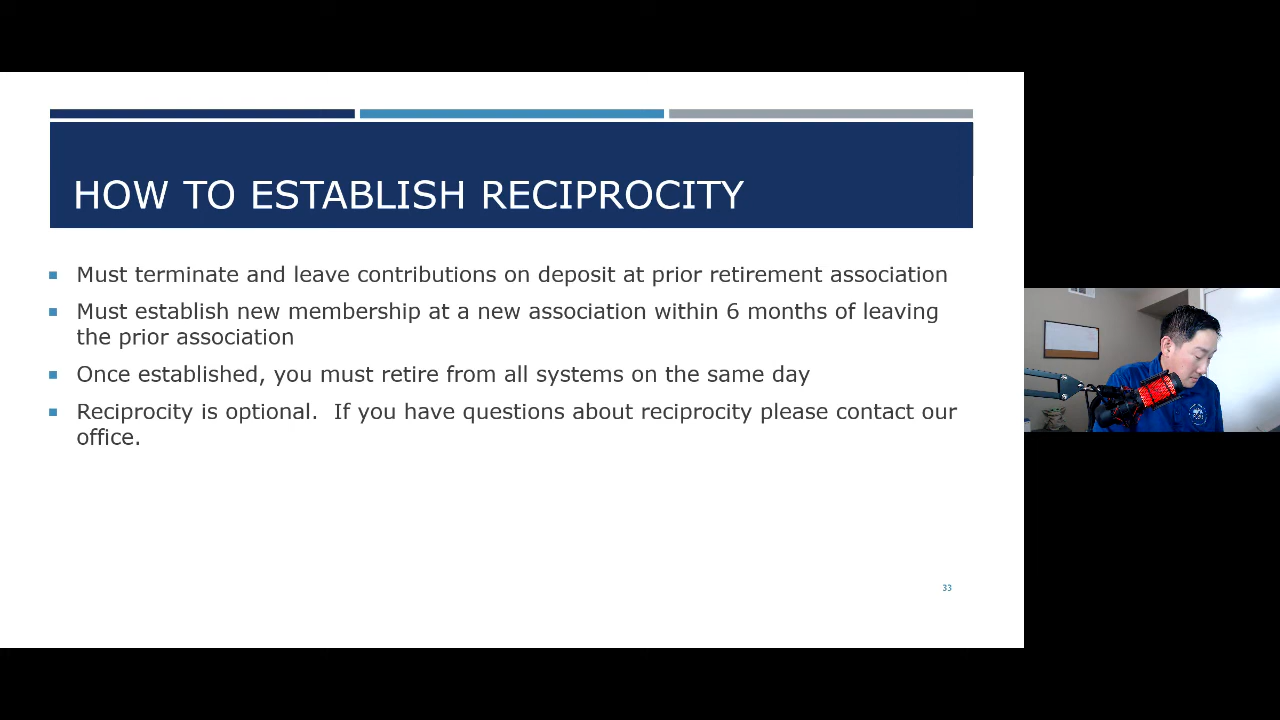 HOW TO ESTABLISH RECIPROCITY
Must terminate and leave contributions on deposit at prior retirement association
Must establish new membership at a new association within 6 months of leaving
the prior association
Once established, you must retire from all systems on the same day
Reciprocity is optional.  If you have questions about reciprocity please contact our
office.
33